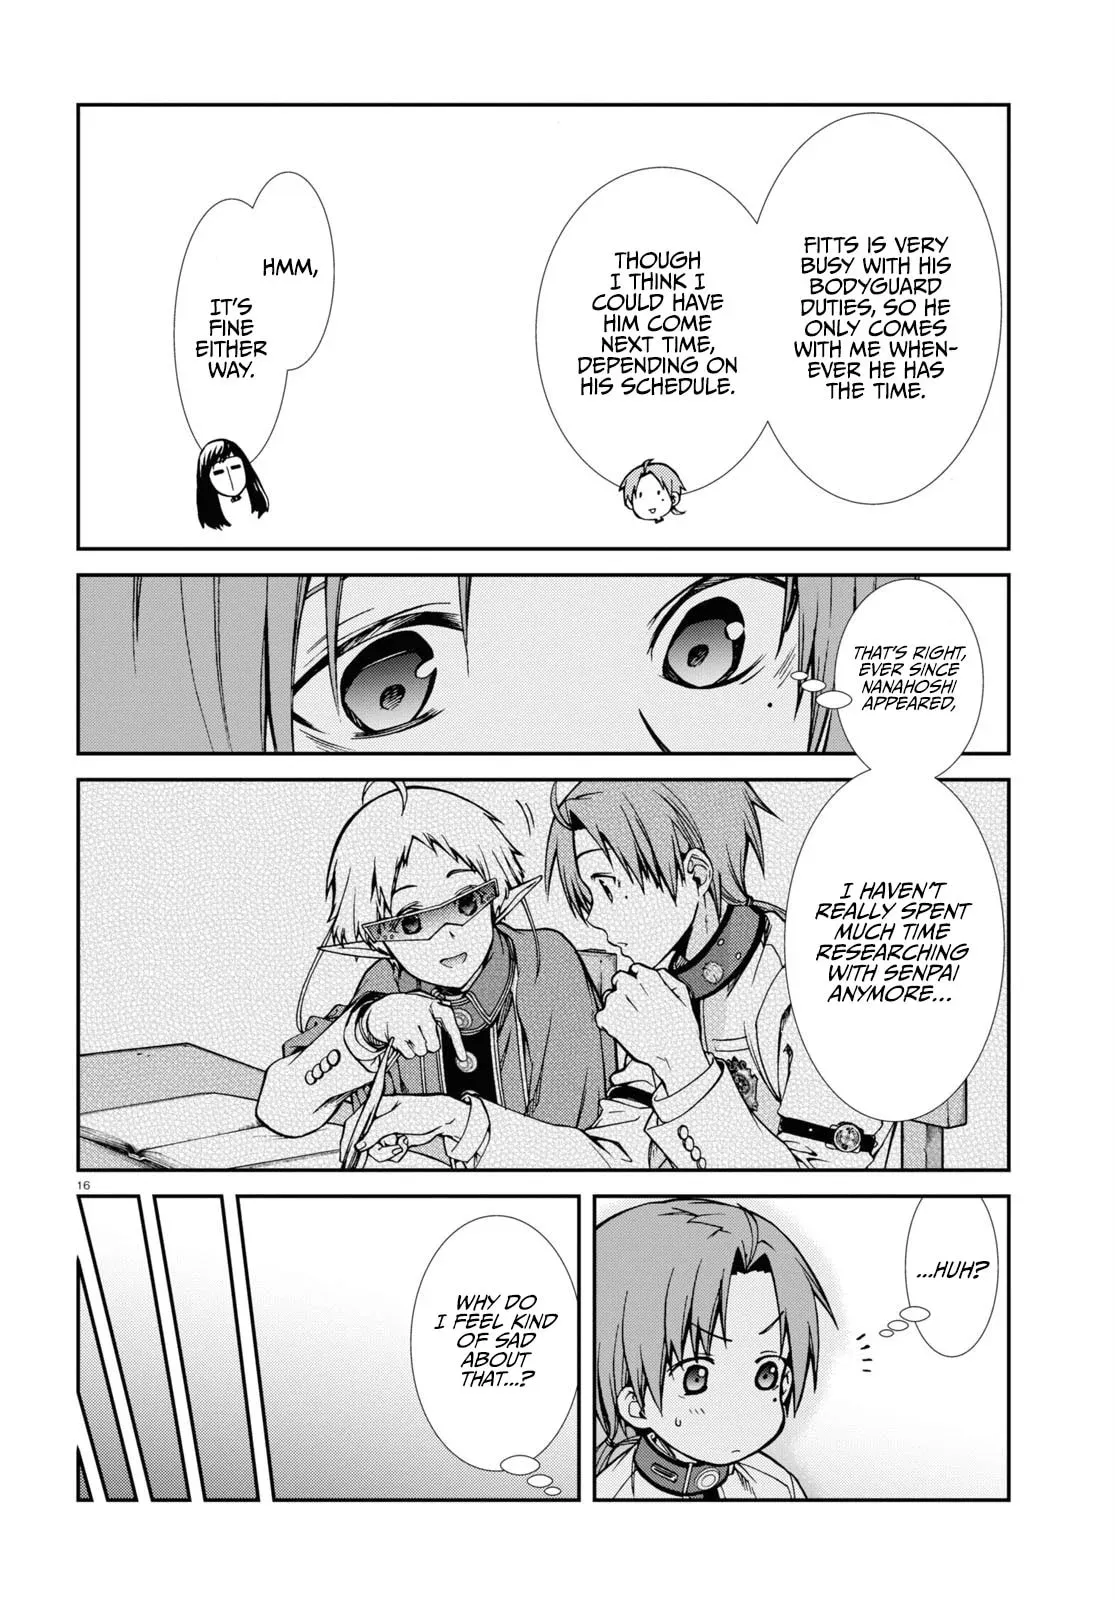 FITTS IS VERY
BUSY WITH HIS
BODYGUARD
DUTIES, SO HE
ONLY COMES
WITH ME WHEN-
EVER HE HAS
THE TIME.
THOUGH
I THINK I
COULD HAVE
HIM COME
NEXT TIME,
DEPENDING ON
HIS SCHEDULE.
HMM,
IT'S
FINE
EITHER
WAY.
THAT'S RIGHT,
EVER SINCE
NANAHOSHI
APPEARED,
I HAVEN'T
REALLY SPENT
MUCH TIME
RESEARCHING
WITH SENPAI
ANYMORE...
16
...HUH?
WHY DO
I FEEL KIND
OF SAD
ABOUT
THAT...?